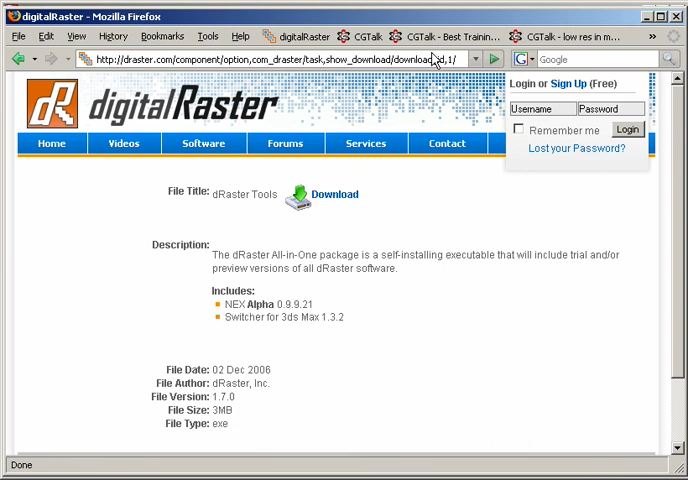 digitalRaster - Mozilla Firefox
File Edit View History Bookmarks Tools Help digitalRaster CGTalk CGTalk - Best Trainin... CGTalk - low res in m... »
http://draster.com/component/option,com_draster/task,show_download/download_id,1/ G Google
dR digitalRaster
Login or Sign Up (Free)
Username Password
Remember me Login
Lost your Password?
Home Videos Software Forums Services Contact
File Title: dRaster Tools Download
Description:
The dRaster All-in-One package is a self-installing executable that will include trial and/or
preview versions of all dRaster software.
Includes:
NEX Alpha 0.9.9.21
Switcher for 3ds Max 1.3.2
File Date: 02 Dec 2006
File Author: dRaster, Inc.
File Version: 1.7.0
File Size: 3MB
File Type: exe
Done